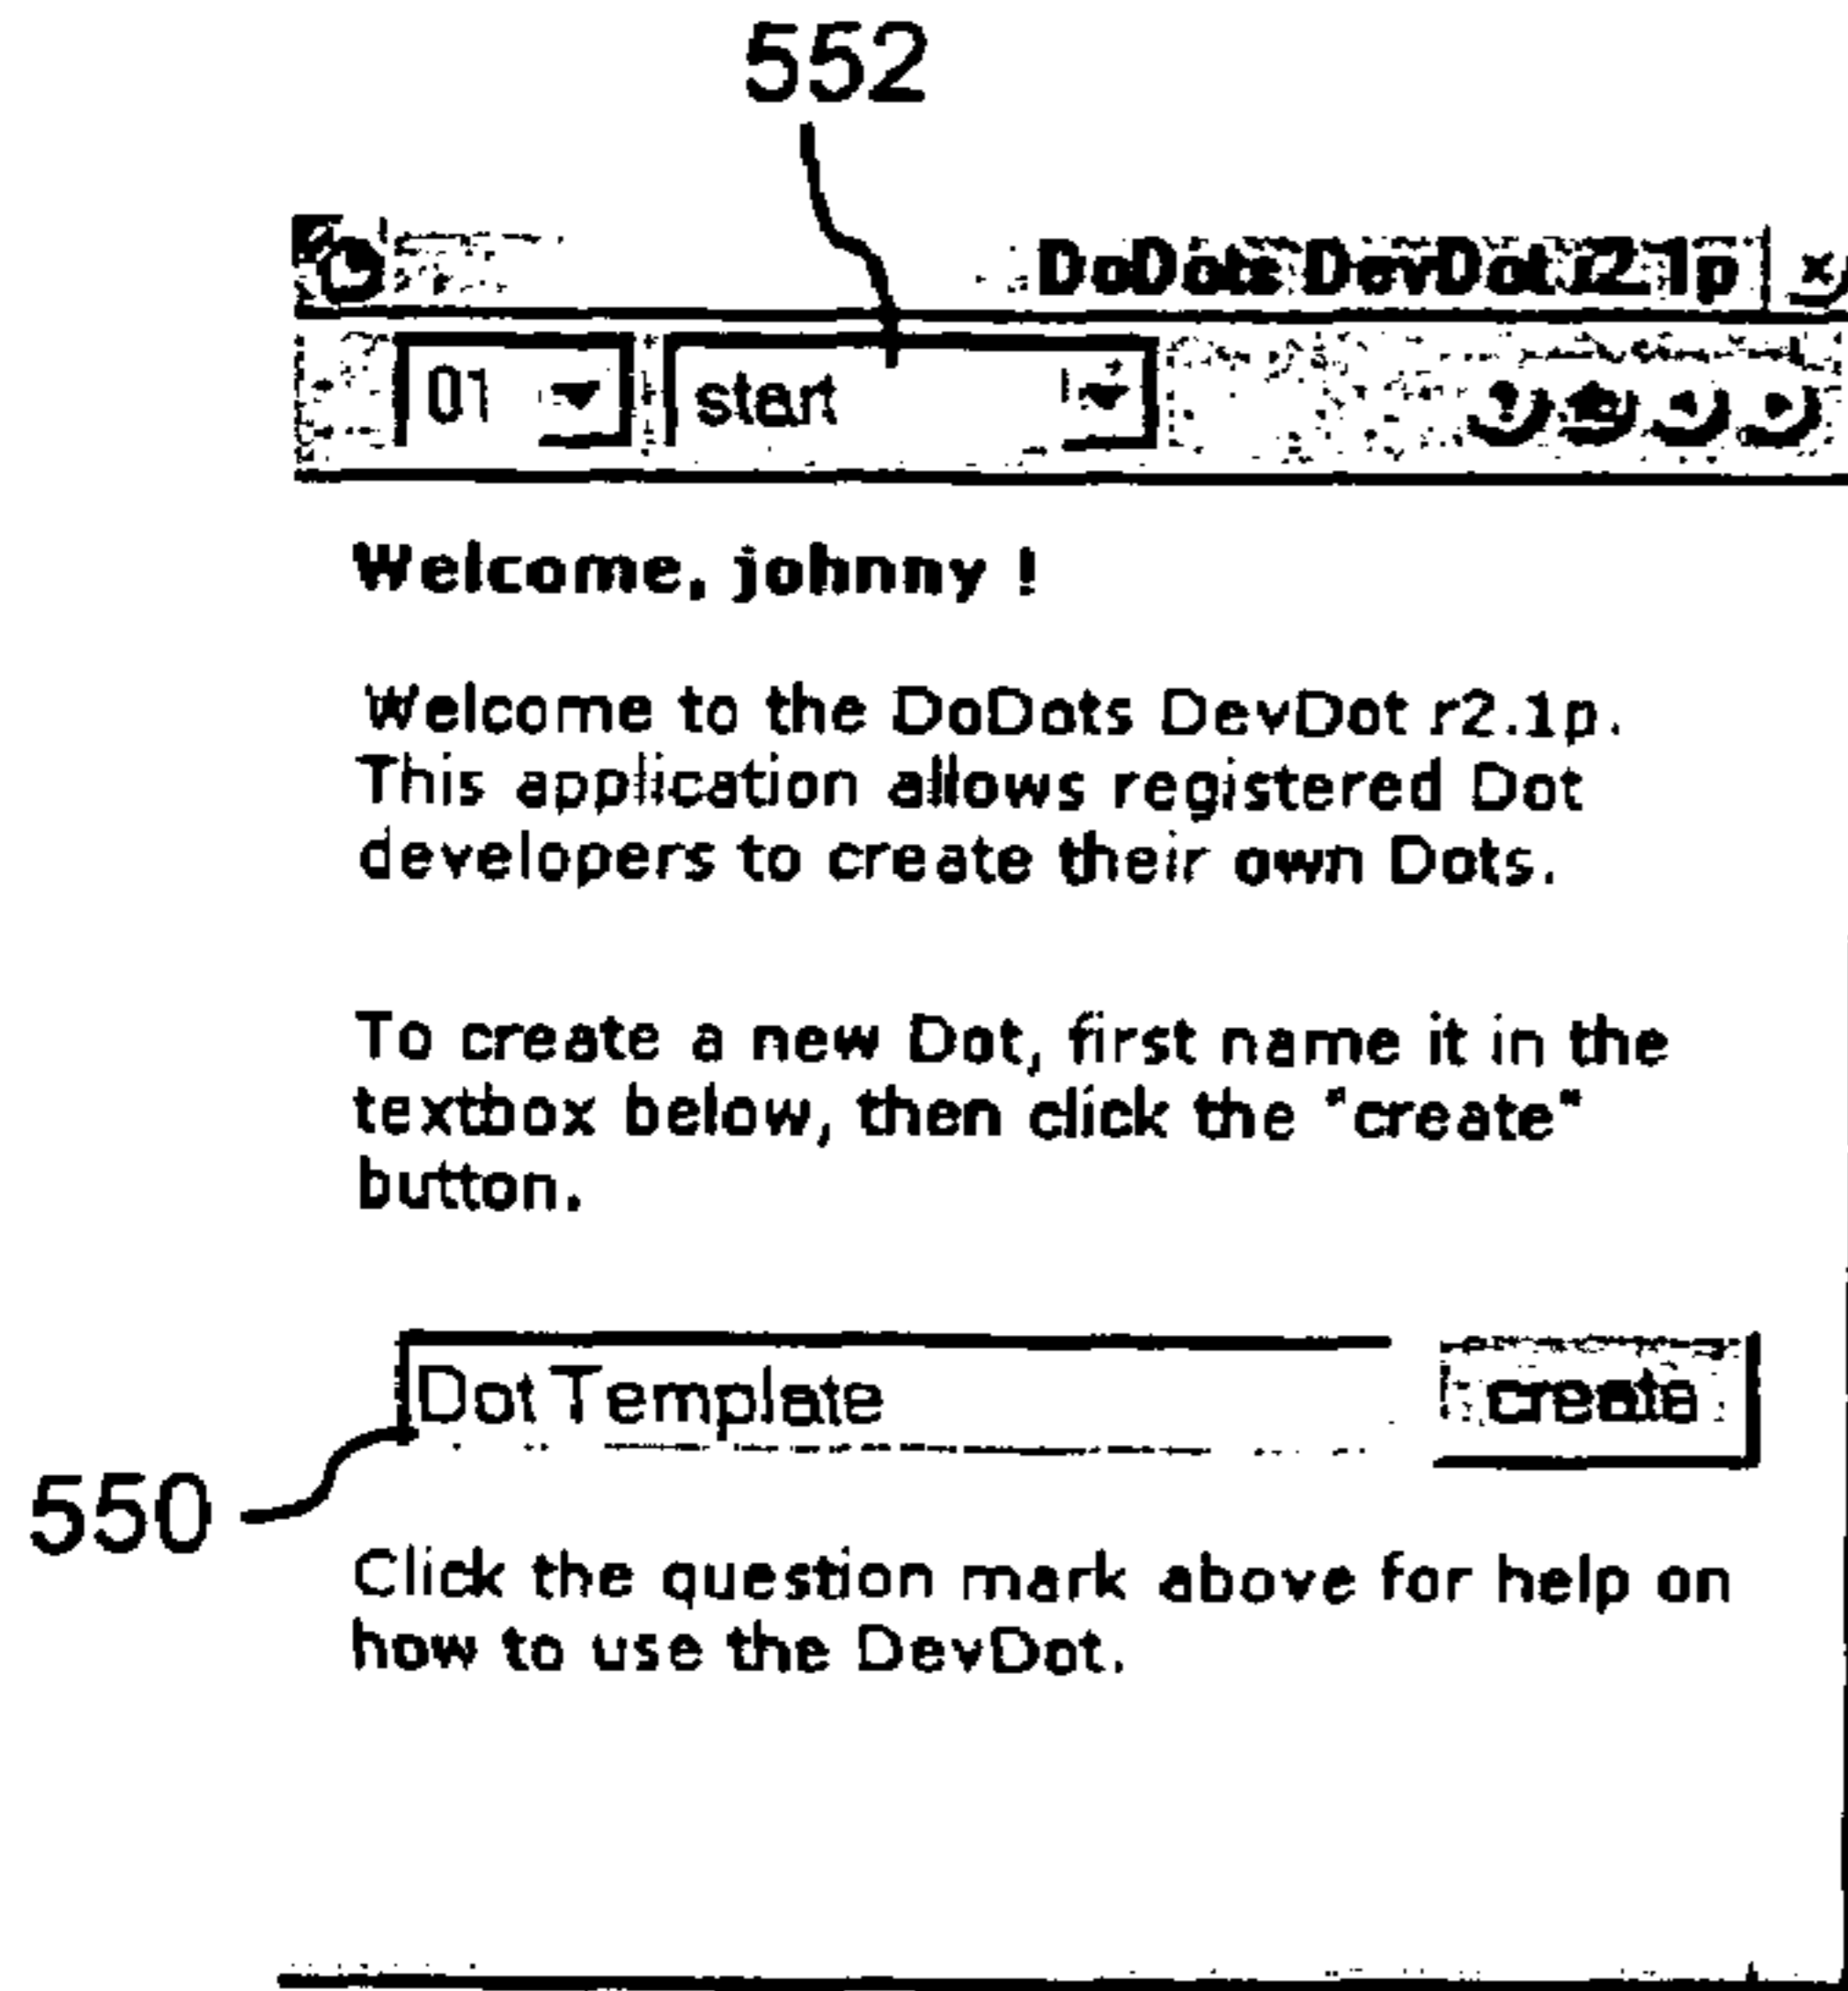 552
DoDots DevDot r2.1p
01 start
Welcome, johnny !
Welcome to the DoDots DevDot r2.1p.
This application allows registered Dot
developers to create their own Dots.
To create a new Dot, first name it in the
textbox below, then click the "create"
button.
Dot Template create
550
Click the question mark above for help on
how to use the DevDot.